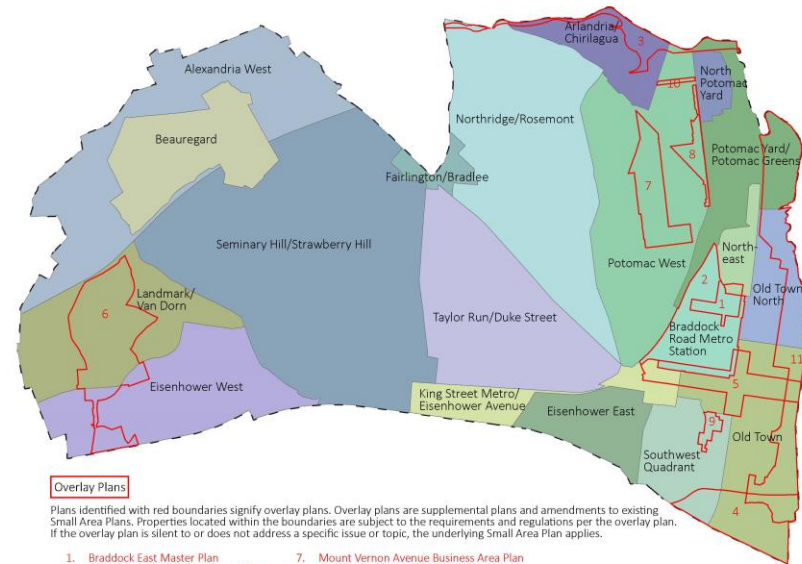 Arlandria/
Chirilagua
3
Alexandria West
North
Potomac
Yard
10
Northridge/Rosemont
Beauregard
8
Potomac Yard/
Potomac Greens
Fairlington/Bradlee
7
Seminary Hill/Strawberry Hill
North-
east
Potomac West
2
Old Town
North
Landmark/
Van Dorn
6
1
Taylor Run/Duke Street
Braddock
Road Metro
Station
11
5
Eisenhower West
King Street Metro/
Eisenhower Avenue
Eisenhower East
9
Old Town
Southwest
Quadrant
4
Overlay Plans
Plans identified with red boundaries signify overlay plans. Overlay plans are supplemental plans and amendments to existing
Small Area Plans. Properties located within the boundaries are subject to the requirements and regulations per the overlay plan.
If the overlay plan is silent to or does not address a specific issue or topic, the underlying Small Area Plan applies.
1. Braddock East Master Plan
7. Mount Vernon Avenue Business Area Plan